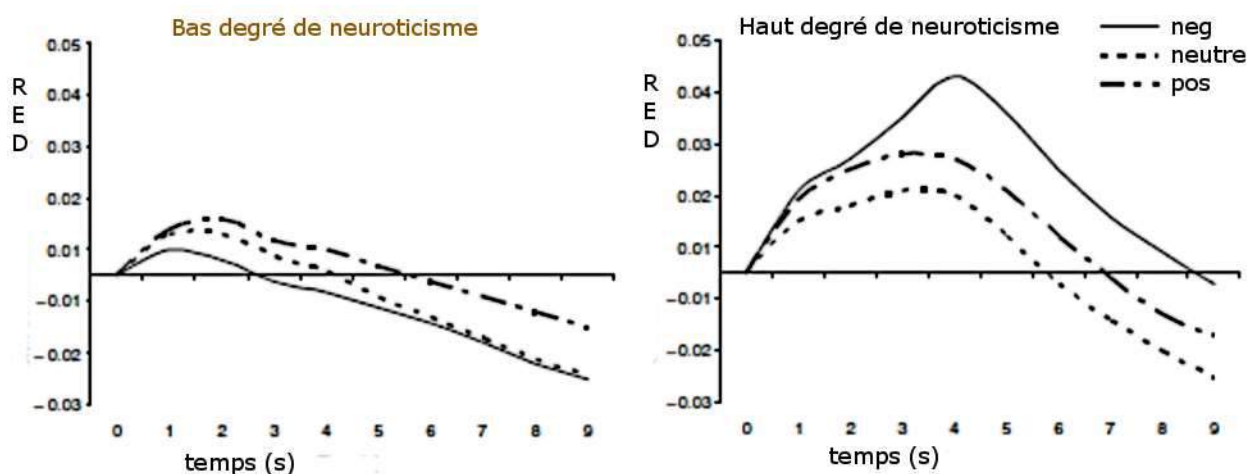 Bas degré de neuroticisme
0.05
0.04
0.03
0.02
0.01
−0.01
−0.02
−0.03
R
E
D
0 1 2 3 4 5 6 7 8 9
temps (s)
Haut degré de neuroticisme
0.05
0.04
0.03
0.02
0.01
−0.01
−0.02
−0.03
R
E
D
0 1 2 3 4 5 6 7 8 9
temps (s)
neg
neutre
pos